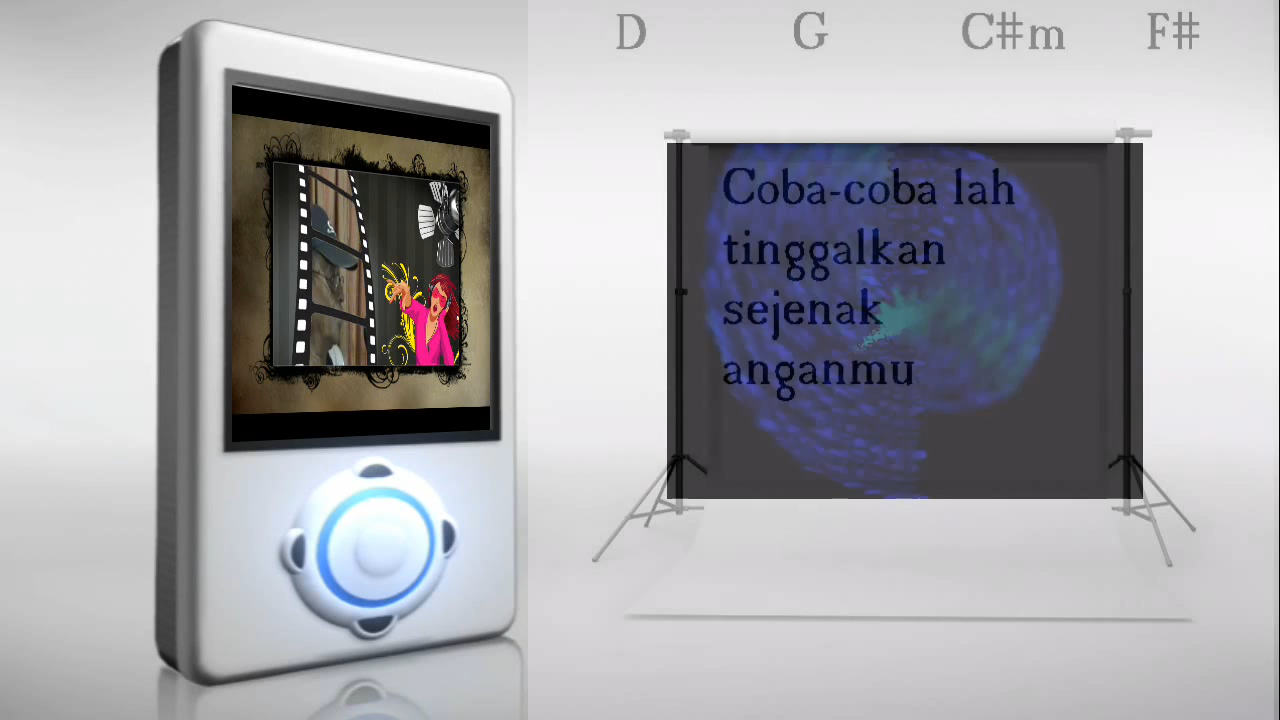 D G C#m F#
Coba-coba lah
tinggalkan
sejenak
anganmu